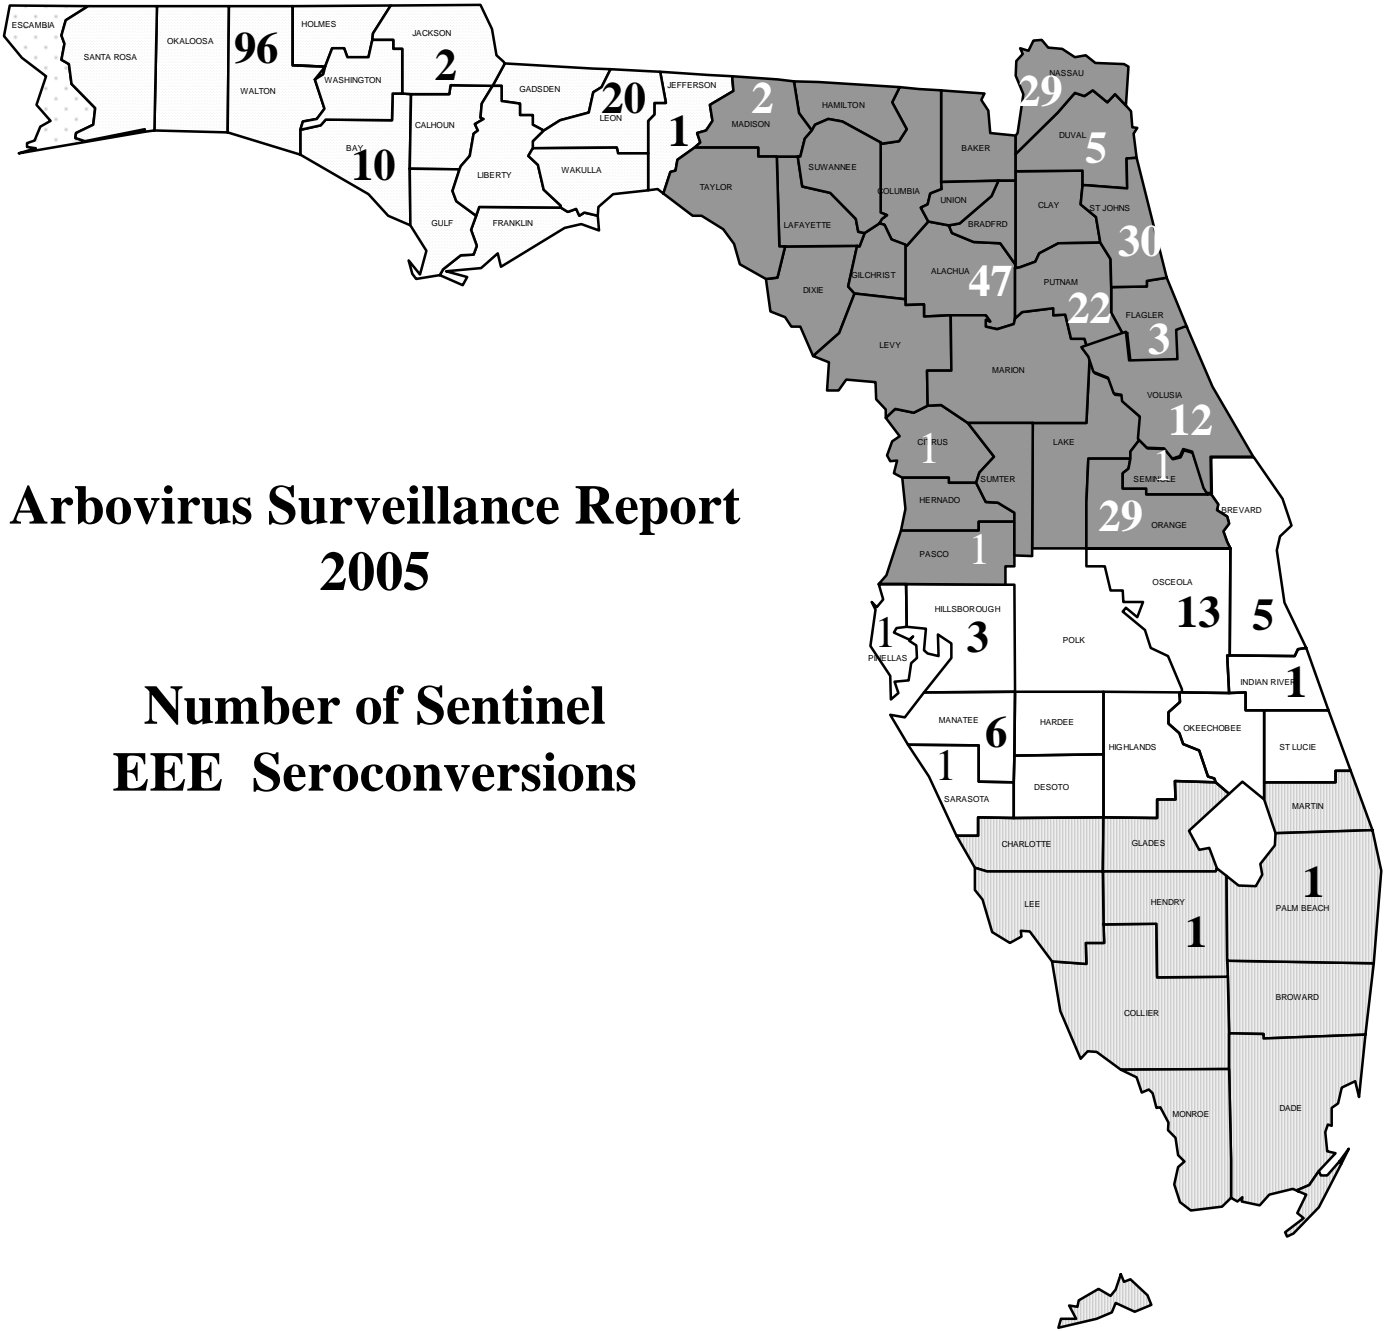 ESCAMBIA
SANTA ROSA
OKALOOSA
96
WALTON
HOLMES
WASHINGTON
JACKSON
2
BAY
10
CALHOUN
GULF
LIBERTY
GADSDEN
FRANKLIN
20
LEON
WAKULLA
JEFFERSON
1
2
MADISON
TAYLOR
HAMILTON
SUWANNEE
LAFAYETTE
DIXIE
COLUMBIA
GILCHRIST
BAKER
UNION
BRADFRD
ALACHUA
47
NASSAU
29
DUVAL
5
CLAY
ST JOHNS
30
PUTNAM
22
FLAGLER
3
LEVY
MARION
VOLUSIA
12
CITRUS
1
SUMTER
LAKE
SEMINOLE
1
HERNADO
29
ORANGE
BREVARD
5
PASCO
1
Arbovirus Surveillance Report
2005
Number of Sentinel
EEE Seroconversions
HILLSBOROUGH
3
1
PINELLAS
POLK
OSCEOLA
13
INDIAN RIVER
1
MANATEE
6
HARDEE
HIGHLANDS
OKEECHOBEE
ST LUCIE
1
SARASOTA
DESOTO
MARTIN
CHARLOTTE
GLADES
LEE
HENDRY
1
1
PALM BEACH
COLLIER
BROWARD
MONROE
DADE